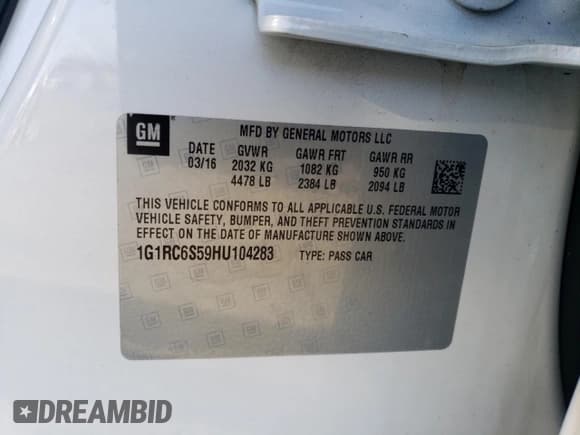 GM
MFD BY GENERAL MOTORS LLC
DATE GVWR GAWR FRT GAWR RR
03/16 2032 KG 1082 KG 950 KG
4478 LB 2384 LB 2094 LB
THIS VEHICLE CONFORMS TO ALL APPLICABLE U.S. FEDERAL MOTOR
VEHICLE SAFETY, BUMPER, AND THEFT PREVENTION STANDARDS IN
EFFECT ON THE DATE OF MANUFACTURE SHOWN ABOVE.
1G1RC6S59HU104283 TYPE: PASS CAR
DREAMBID